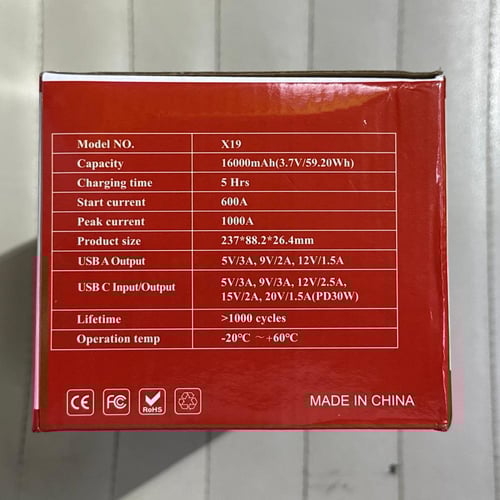 Model NO. X19
Capacity 16000mAh(3.7V/59.20Wh)
Charging time 5 Hrs
Start current 600A
Peak current 1000A
Product size 237*88.2*26.4mm
USB A Output 5V/3A, 9V/2A, 12V/1.5A
USB C Input/Output 5V/3A, 9V/3A, 12V/2.5A,
15V/2A, 20V/1.5A(PD30W)
Lifetime >1000 cycles
Operation temp -20℃ ～+60℃
CE FC RoHS MADE IN CHINA